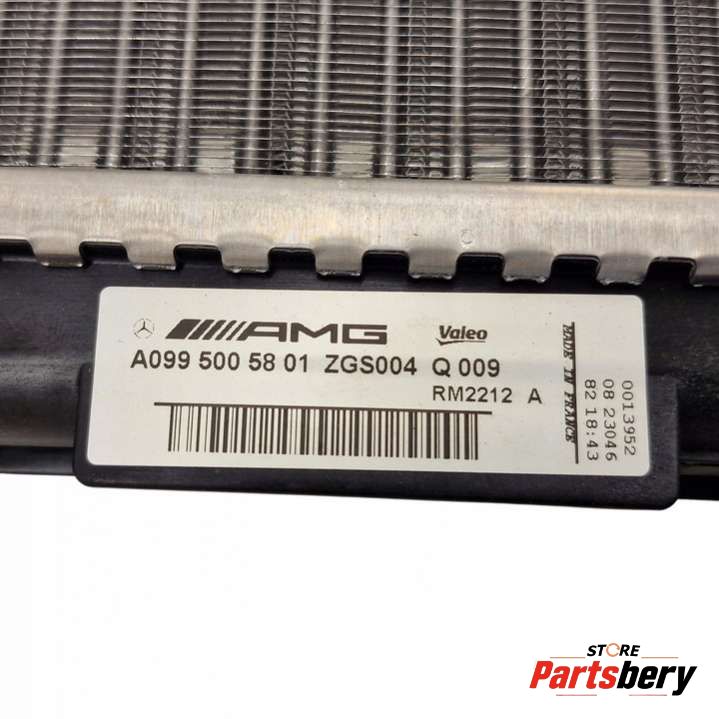 AMG Valeo
A099 500 58 01 ZGS004 Q 009
RM2212 A
MADE IN FRANCE
0013952
08 23046
82 18:43
STORE
Partsbery